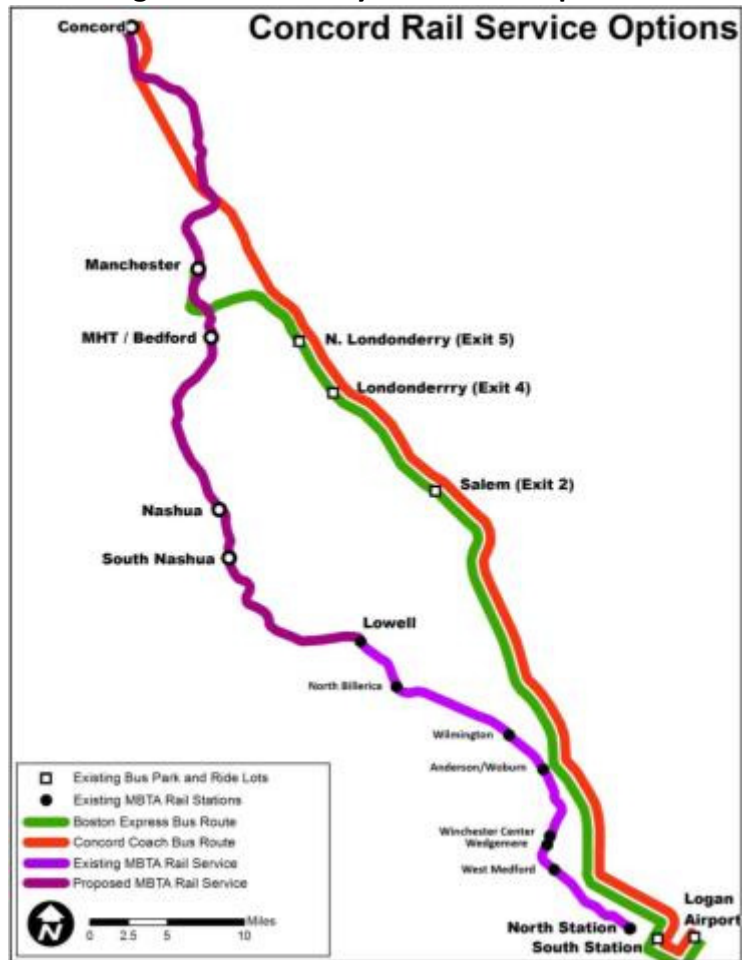 Concord
Concord Rail Service Options
Manchester
MHT / Bedford
N. Londonderry (Exit 5)
Londonderrry (Exit 4)
Salem (Exit 2)
Nashua
South Nashua
Lowell
North Billerica
Wilmington
Anderson/Woburn
Winchester Center
Wedgemere
West Medford
North Station
South Station
Logan
Airport
Existing Bus Park and Ride Lots
Existing MBTA Rail Stations
Boston Express Bus Route
Concord Coach Bus Route
Existing MBTA Rail Service
Proposed MBTA Rail Service
N
Miles
0 2.5 5 10